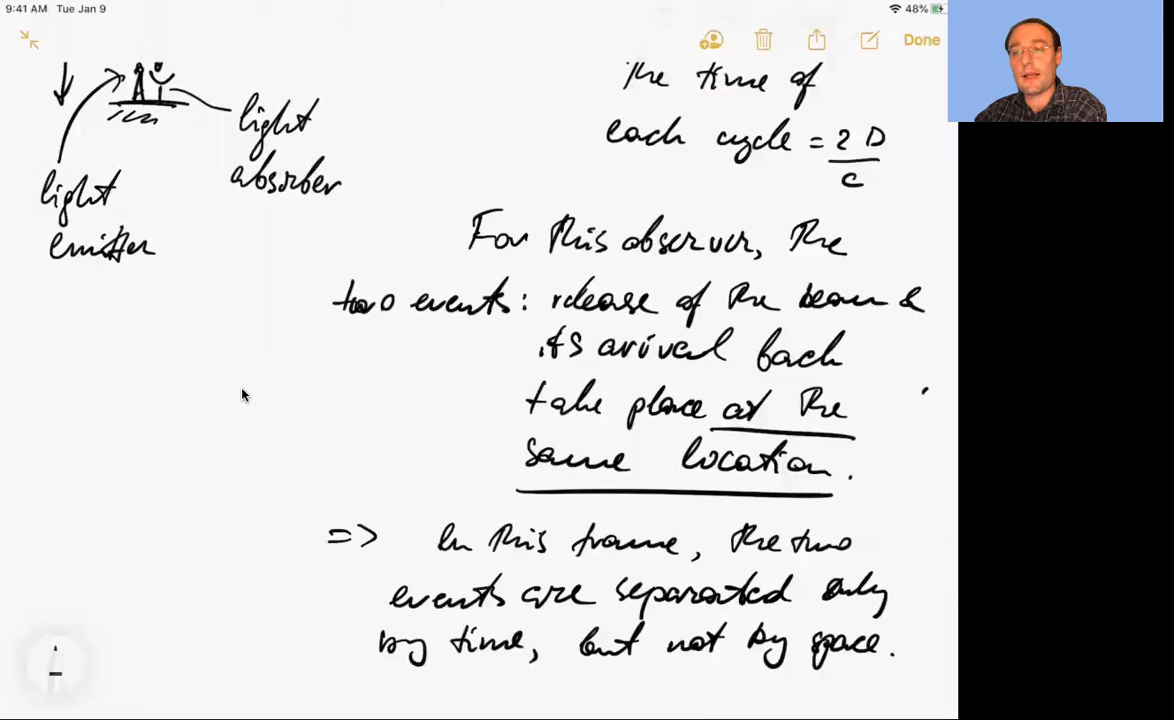 9:41 AM Tue Jan 9
48%
Done
light
absorber
light
emitter
The time of
each cycle = 2D
c
For this observer, the
two events: release of the beam &
its arival back
take place at the
same location.
=> In this frame, the two
events are separated only
by time, but not by space.